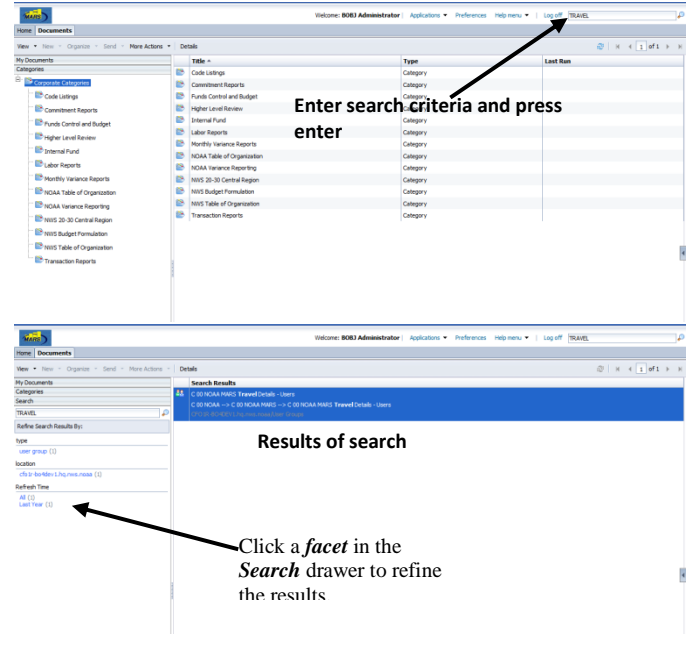 MARS
Welcome: BOBJ Administrator | Applications Preferences Help menu | Log off TRAVEL
Home Documents
View New Organize Send More Actions Details 1 of 1
My Documents Title Type Last Run
Categories
Corporate Categories
Code Listings
Commitment Reports
Funds Control and Budget
Higher Level Review
Internal Fund
Labor Reports
Monthly Variance Reports
NOAA Table of Organization
NOAA Variance Reporting
NWS 20-30 Central Region
NWS Budget Formulation
NWS Table of Organization
Transaction Reports
Code Listings Category
Commitment Reports Category
Funds Control and Budget Category
Higher Level Review Category
Internal Fund Category
Labor Reports Category
Monthly Variance Reports Category
NOAA Table of Organization Category
NOAA Variance Reporting Category
NWS 20-30 Central Region Category
NWS Budget Formulation Category
NWS Table of Organization Category
Transaction Reports Category
Enter search criteria and press
enter
MARS
Welcome: BOBJ Administrator | Applications Preferences Help menu | Log off TRAVEL
Home Documents
View New Organize Send More Actions Details 1 of 1
My Documents
Categories
Search
TRAVEL
Refine Search Results By:
type
user group (1)
location
(1)
Refresh Time
All (1)
Last Year (1)
Search Results
C 00 NOAA MARS Travel Details - Users
C 00 NOAA --> C 00 NOAA MARS --> C 00 NOAA MARS Travel Details - Users
Results of search
Click a facet in the
Search drawer to refine
the results